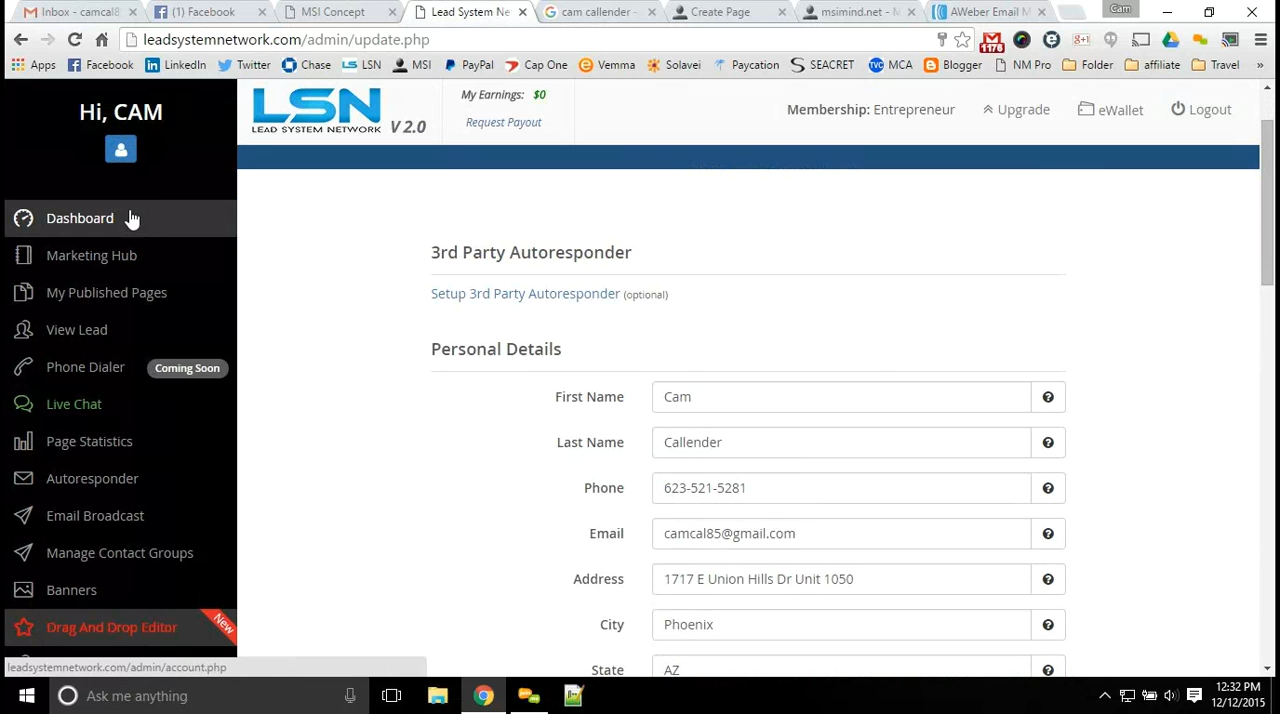 Inbox - camcal8
(1) Facebook
MSI Concept
Lead System Ne
cam callender -
Create Page
msimind.net - M
AWeber Email M
Cam
leadsystemnetwork.com/admin/update.php
1176
g+1
Apps
Facebook
LinkedIn
Twitter
Chase
LSN
MSI
PayPal
Cap One
Vemma
Solavei
Paycation
SEACRET
TVC
MCA
Blogger
NM Pro
Folder
affiliate
Travel
»
Hi, CAM
LSN
LEAD SYSTEM NETWORK
V 2.0
My Earnings: $0
Request Payout
Membership: Entrepreneur
Upgrade
eWallet
Logout
Dashboard
Marketing Hub
My Published Pages
View Lead
Phone Dialer
Coming Soon
Live Chat
Page Statistics
Autoresponder
Email Broadcast
Manage Contact Groups
Banners
Drag And Drop Editor
New
leadsystemnetwork.com/admin/account.php
3rd Party Autoresponder
Setup 3rd Party Autoresponder (optional)
Personal Details
First Name
Cam
Last Name
Callender
Phone
623-521-5281
Email
camcal85@gmail.com
Address
1717 E Union Hills Dr Unit 1050
City
Phoenix
State
AZ
Ask me anything
12:32 PM
12/12/2015